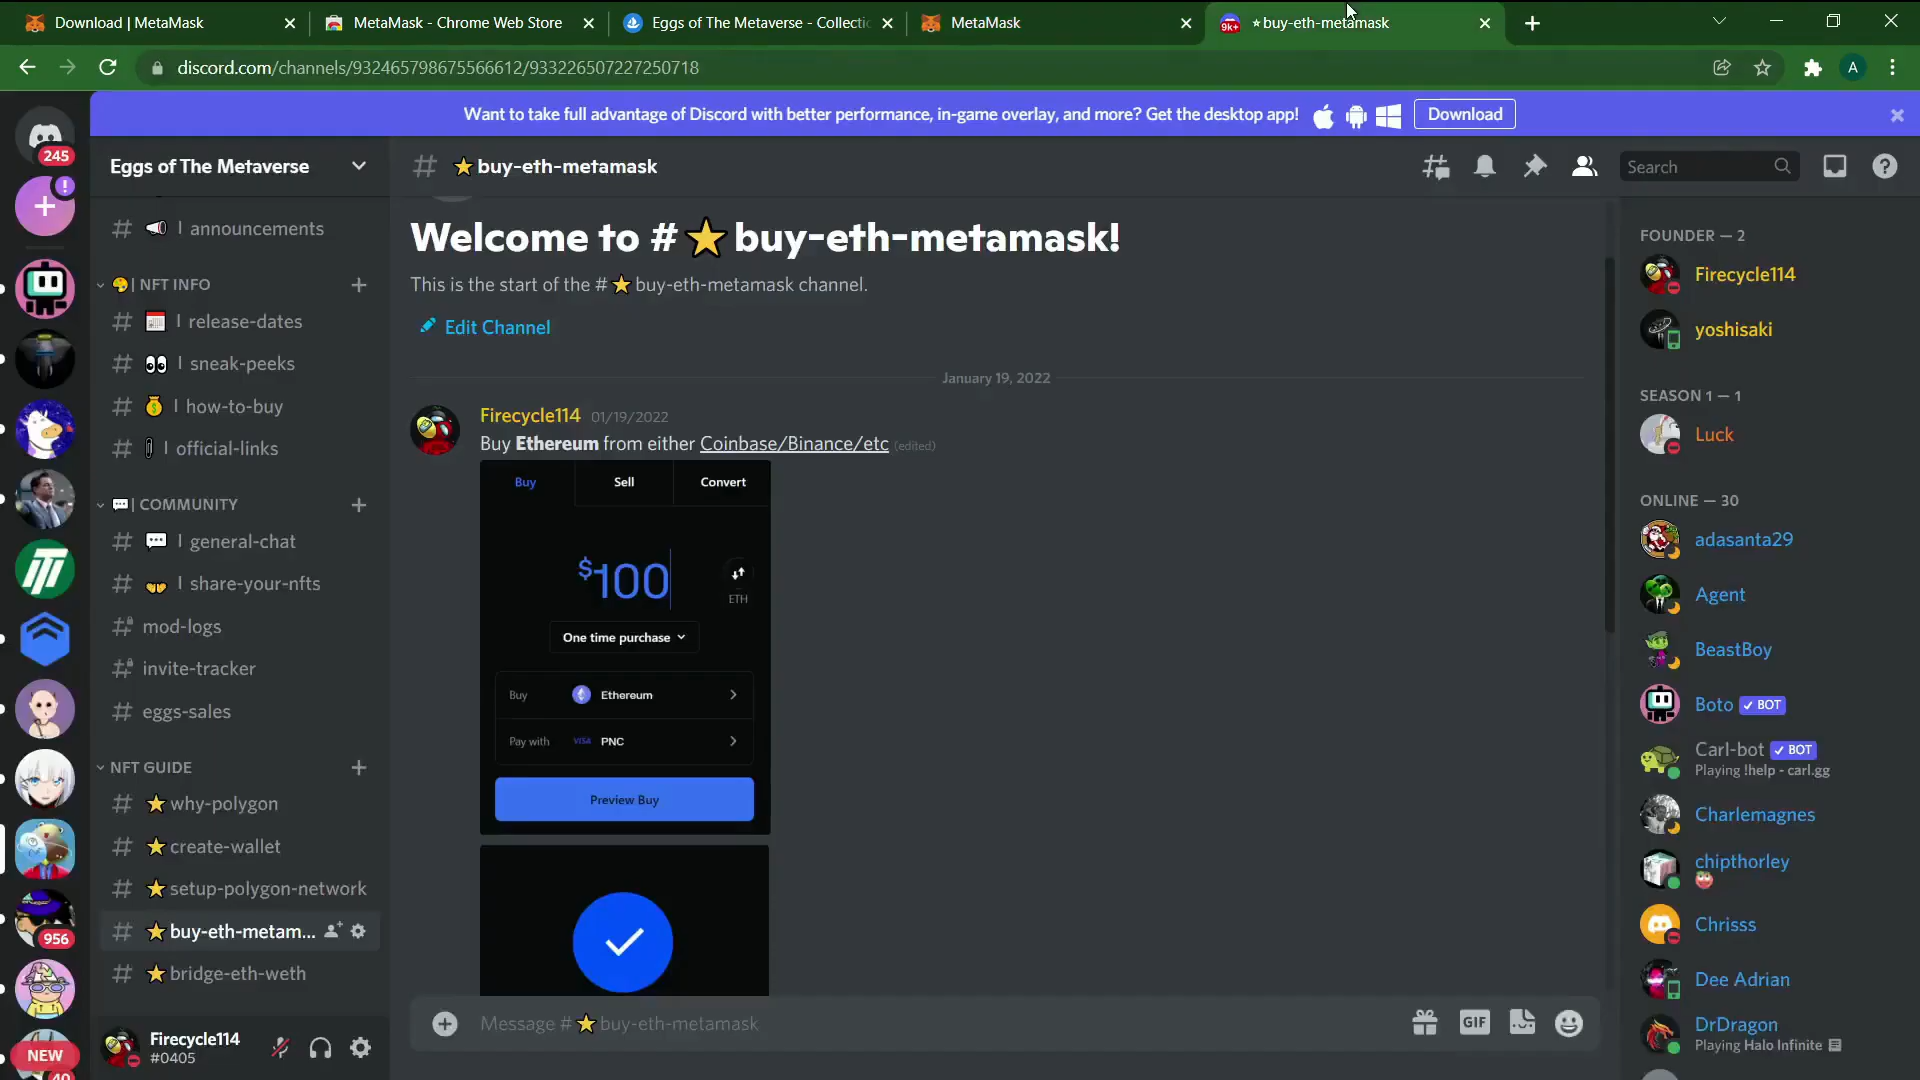 Download | MetaMask
MetaMask - Chrome Web Store
Eggs of The Metaverse - Collectic
MetaMask
9k+
buy-eth-metamask
discord.com/channels/932465798675566612/933226507227250718
A
Want to take full advantage of Discord with better performance, in-game overlay, and more? Get the desktop app!
Download
245
956
NEW
40
Eggs of The Metaverse
announcements
| NFT INFO
release-dates
sneak-peeks
how-to-buy
official-links
| COMMUNITY
general-chat
share-your-nfts
mod-logs
invite-tracker
eggs-sales
NFT GUIDE
why-polygon
create-wallet
setup-polygon-network
buy-eth-metam...
bridge-eth-weth
Firecycle114
#0405
# ⭐buy-eth-metamask
Search
Welcome to #⭐buy-eth-metamask!
This is the start of the #⭐buy-eth-metamask channel.
Edit Channel
January 19, 2022
Firecycle114 01/19/2022
Buy Ethereum from either Coinbase/Binance/etc (edited)
Buy Sell Convert
$100
ETH
One time purchase
Buy Ethereum
Pay with VISA PNC
Preview Buy
Message #⭐buy-eth-metamask
GIF
FOUNDER — 2
Firecycle114
yoshisaki
SEASON 1 — 1
Luck
ONLINE — 30
adasanta29
Agent
BeastBoy
Boto ✓ BOT
Carl-bot ✓ BOT
Playing !help - carl.gg
Charlemagnes
chipthorley
Chrisss
Dee Adrian
DrDragon
Playing Halo Infinite